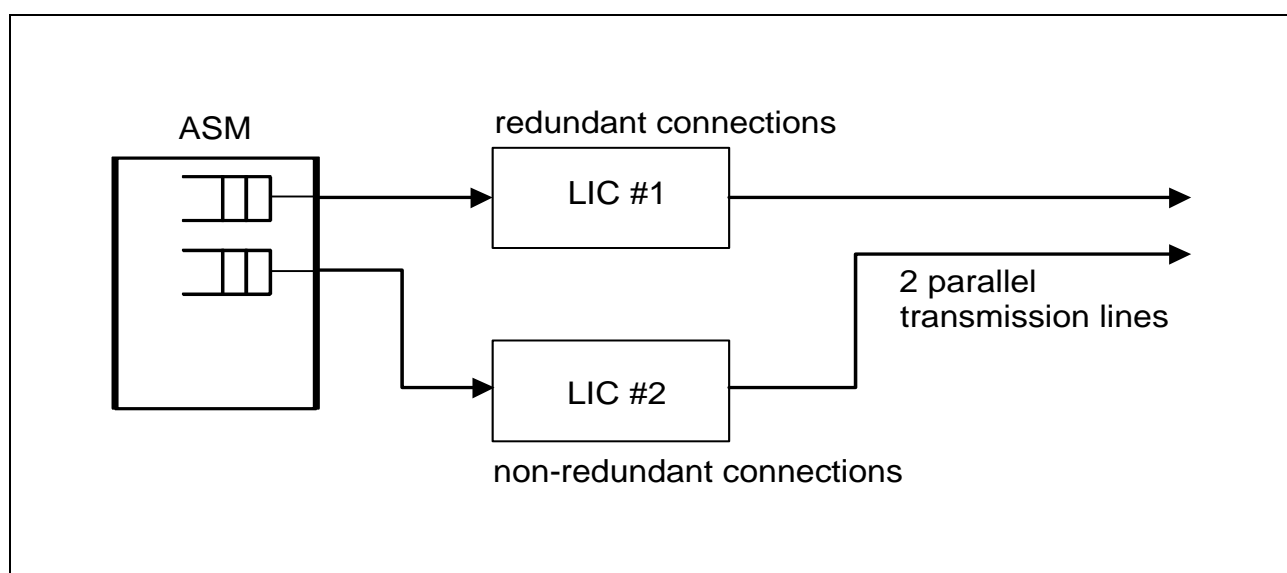 ASM
redundant connections
LIC #1
2 parallel
transmission lines
LIC #2
non-redundant connections